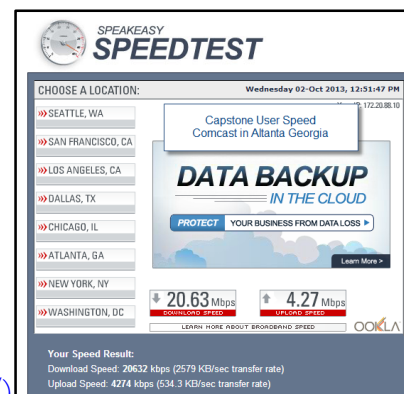 SPEAKEASY
SPEEDTEST
CHOOSE A LOCATION:
Wednesday 02-Oct 2013, 12:51:47 PM
172.20.88.10
»SEATTLE, WA
»SAN FRANCISCO, CA
»LOS ANGELES, CA
»DALLAS, TX
»CHICAGO, IL
»ATLANTA, GA
»NEW YORK, NY
»WASHINGTON, DC
Capstone User Speed
Comcast in Altanta Georgia
DATA BACKUP
IN THE CLOUD
PROTECT YOUR BUSINESS FROM DATA LOSS
Learn More >
20.63 Mbps
DOWNLOAD SPEED
4.27 Mbps
UPLOAD SPEED
LEARN MORE ABOUT BROADBAND SPEED
OOKLA
Your Speed Result:
Download Speed: 20632 kbps (2579 KB/sec transfer rate)
Upload Speed: 4274 kbps (534.3 KB/sec transfer rate)
)